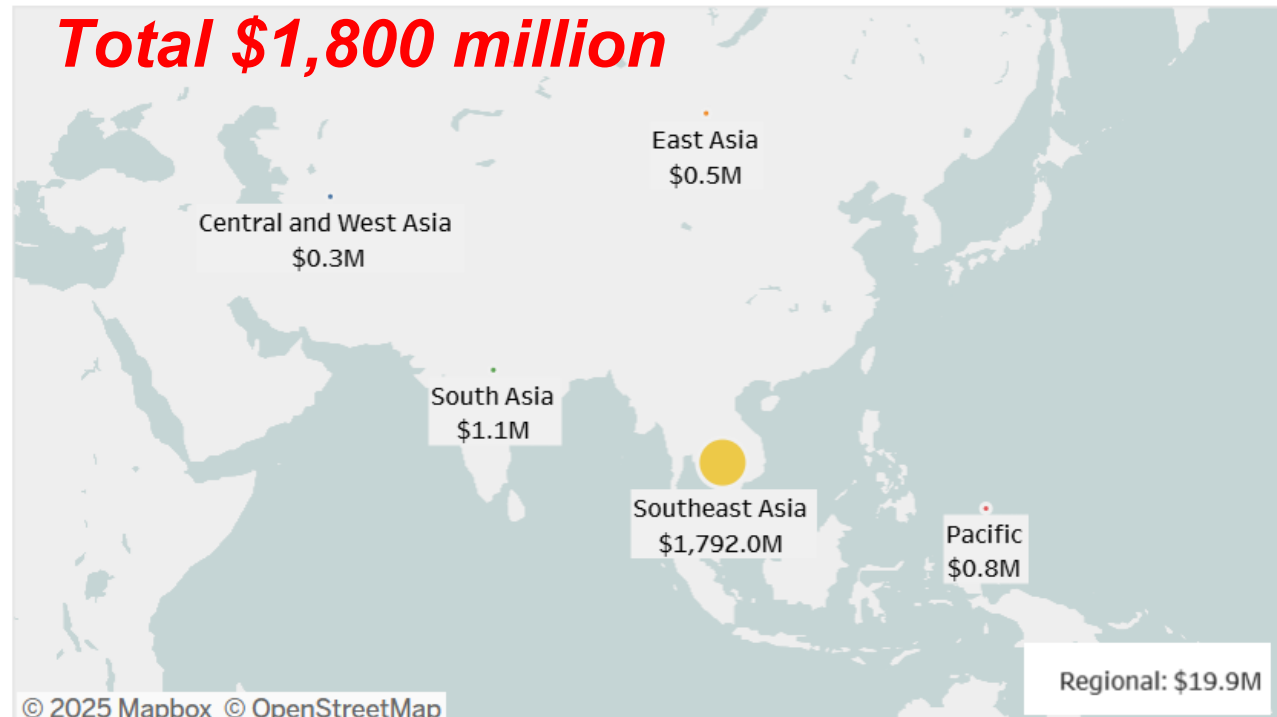 Total $1,800 million
East Asia
$0.5M
Central and West Asia
$0.3M
South Asia
$1.1M
Southeast Asia
$1,792.0M
Pacific
$0.8M
Regional: $19.9M
© 2025 Mapbox © OpenStreetMap